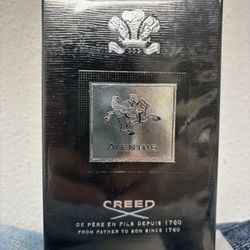 AVENTUS
CREED
DE PÈRE EN FILS DEPUIS 1760
FROM FATHER TO SON SINCE 1760